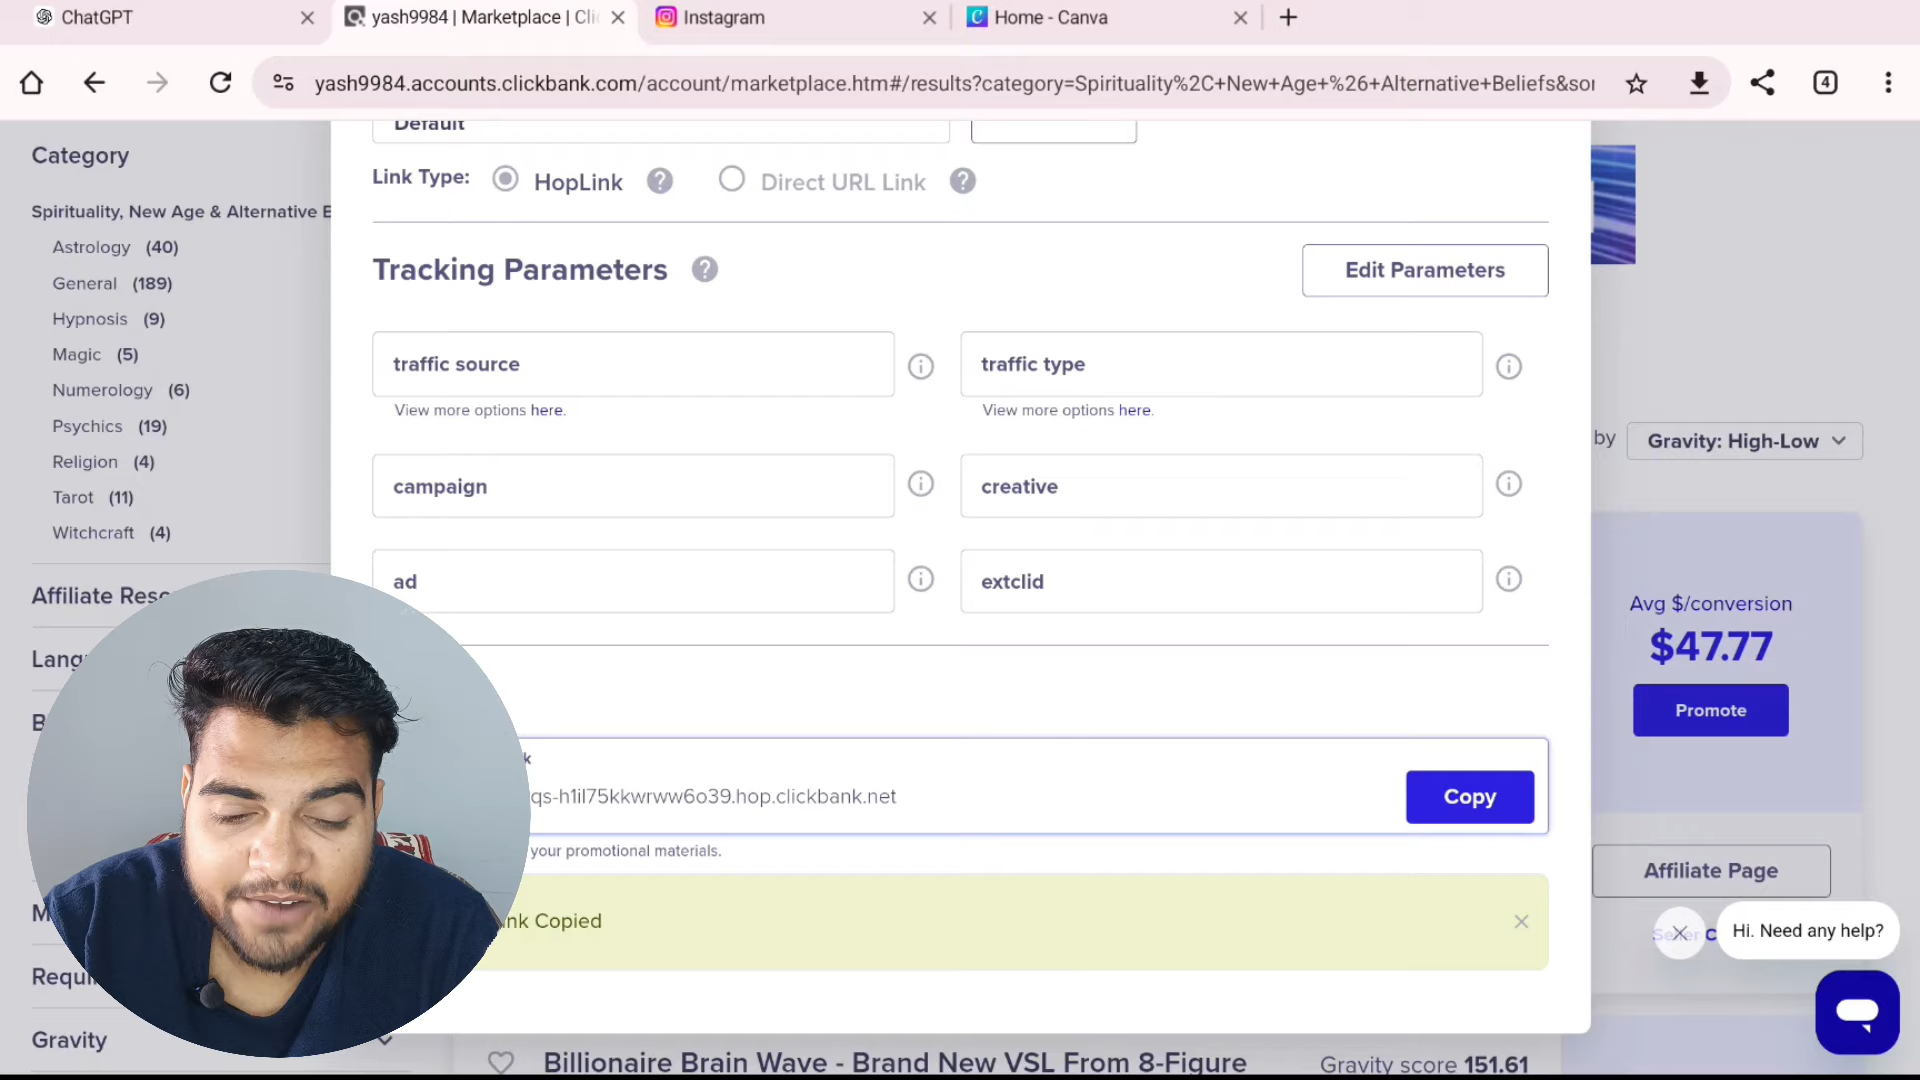 ChatGPT
yash9984 | Marketplace | Cli
Instagram
Home - Canva
yash9984.accounts.clickbank.com/account/marketplace.htm#/results?category=Spirituality%2C+New+Age+%26+Alternative+Beliefs&sor
4
Default
Category
Link Type:
HopLink
Direct URL Link
Spirituality, New Age & Alternative B
Astrology (40)
General (189)
Hypnosis (9)
Magic (5)
Numerology (6)
Psychics (19)
Religion (4)
Tarot (11)
Witchcraft (4)
Tracking Parameters
Edit Parameters
traffic source
traffic type
View more options here.
View more options here.
campaign
creative
ad
extclid
by
Gravity: High-Low
Affiliate Reso
Lang
B
M
Requi
Gravity
Avg $/conversion
$47.77
Promote
k
qs-h1il75kkwrww6o39.hop.clickbank.net
Copy
your promotional materials.
nk Copied
Affiliate Page
Hi. Need any help?
Billionaire Brain Wave - Brand New VSL From 8-Figure
Gravity score 151.61